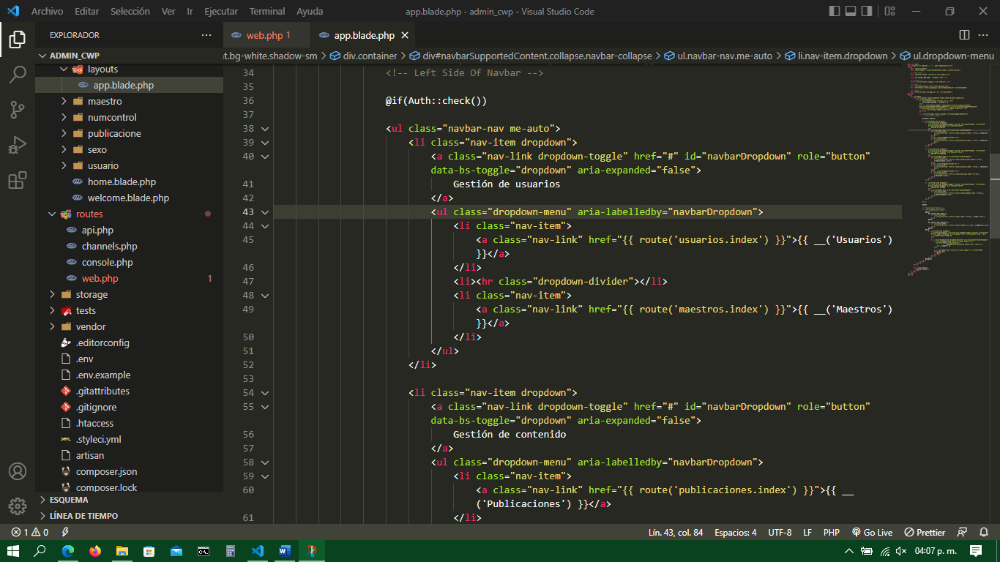 Archivo Editar Selección Ver Ir Ejecutar Terminal Ayuda
app.blade.php - admin_cwp - Visual Studio Code
EXPLORADOR
web.php 1
app.blade.php
ADMIN_CWP
layouts
app.blade.php
maestro
numcontrol
publicacione
sexo
usuario
home.blade.php
welcome.blade.php
routes
api.php
channels.php
console.php
web.php 1
storage
tests
vendor
.editorconfig
.env
.env.example
.gitattributes
.gitignore
.htaccess
.styleci.yml
artisan
composer.json
composer.lock
ESQUEMA
LÍNEA DE TIEMPO
nt.bg-white.shadow-sm > div.container > div#navbarSupportedContent.collapse.navbar-collapse > ul.navbar-nav.me-auto > li.nav-item.dropdown > ul.dropdown-menu
34 <!-- Left Side Of Navbar -->
35
36 @if(Auth::check())
37
38 <ul class="navbar-nav me-auto">
39 <li class="nav-item dropdown">
40 <a class="nav-link dropdown-toggle" href="#" id="navbarDropdown" role="button"
data-bs-toggle="dropdown" aria-expanded="false">
41 Gestión de usuarios
42 </a>
43 <ul class="dropdown-menu" aria-labelledby="navbarDropdown">
44 <li class="nav-item">
45 <a class="nav-link" href="{{ route('usuarios.index') }}">{{ __('Usuarios')
}}</a>
46 </li>
47 <li><hr class="dropdown-divider"></li>
48 <li class="nav-item">
49 <a class="nav-link" href="{{ route('maestros.index') }}">{{ __('Maestros')
}}</a>
50 </li>
51 </ul>
52 </li>
53
54 <li class="nav-item dropdown">
55 <a class="nav-link dropdown-toggle" href="#" id="navbarDropdown" role="button"
data-bs-toggle="dropdown" aria-expanded="false">
56 Gestión de contenido
57 </a>
58 <ul class="dropdown-menu" aria-labelledby="navbarDropdown">
59 <li class="nav-item">
60 <a class="nav-link" href="{{ route('publicaciones.index') }}">{{ __
('Publicaciones') }}</a>
61 </li>
1 0
Lín. 43, col. 84 Espacios: 4 UTF-8 LF PHP Go Live Prettier
04:07 p. m.